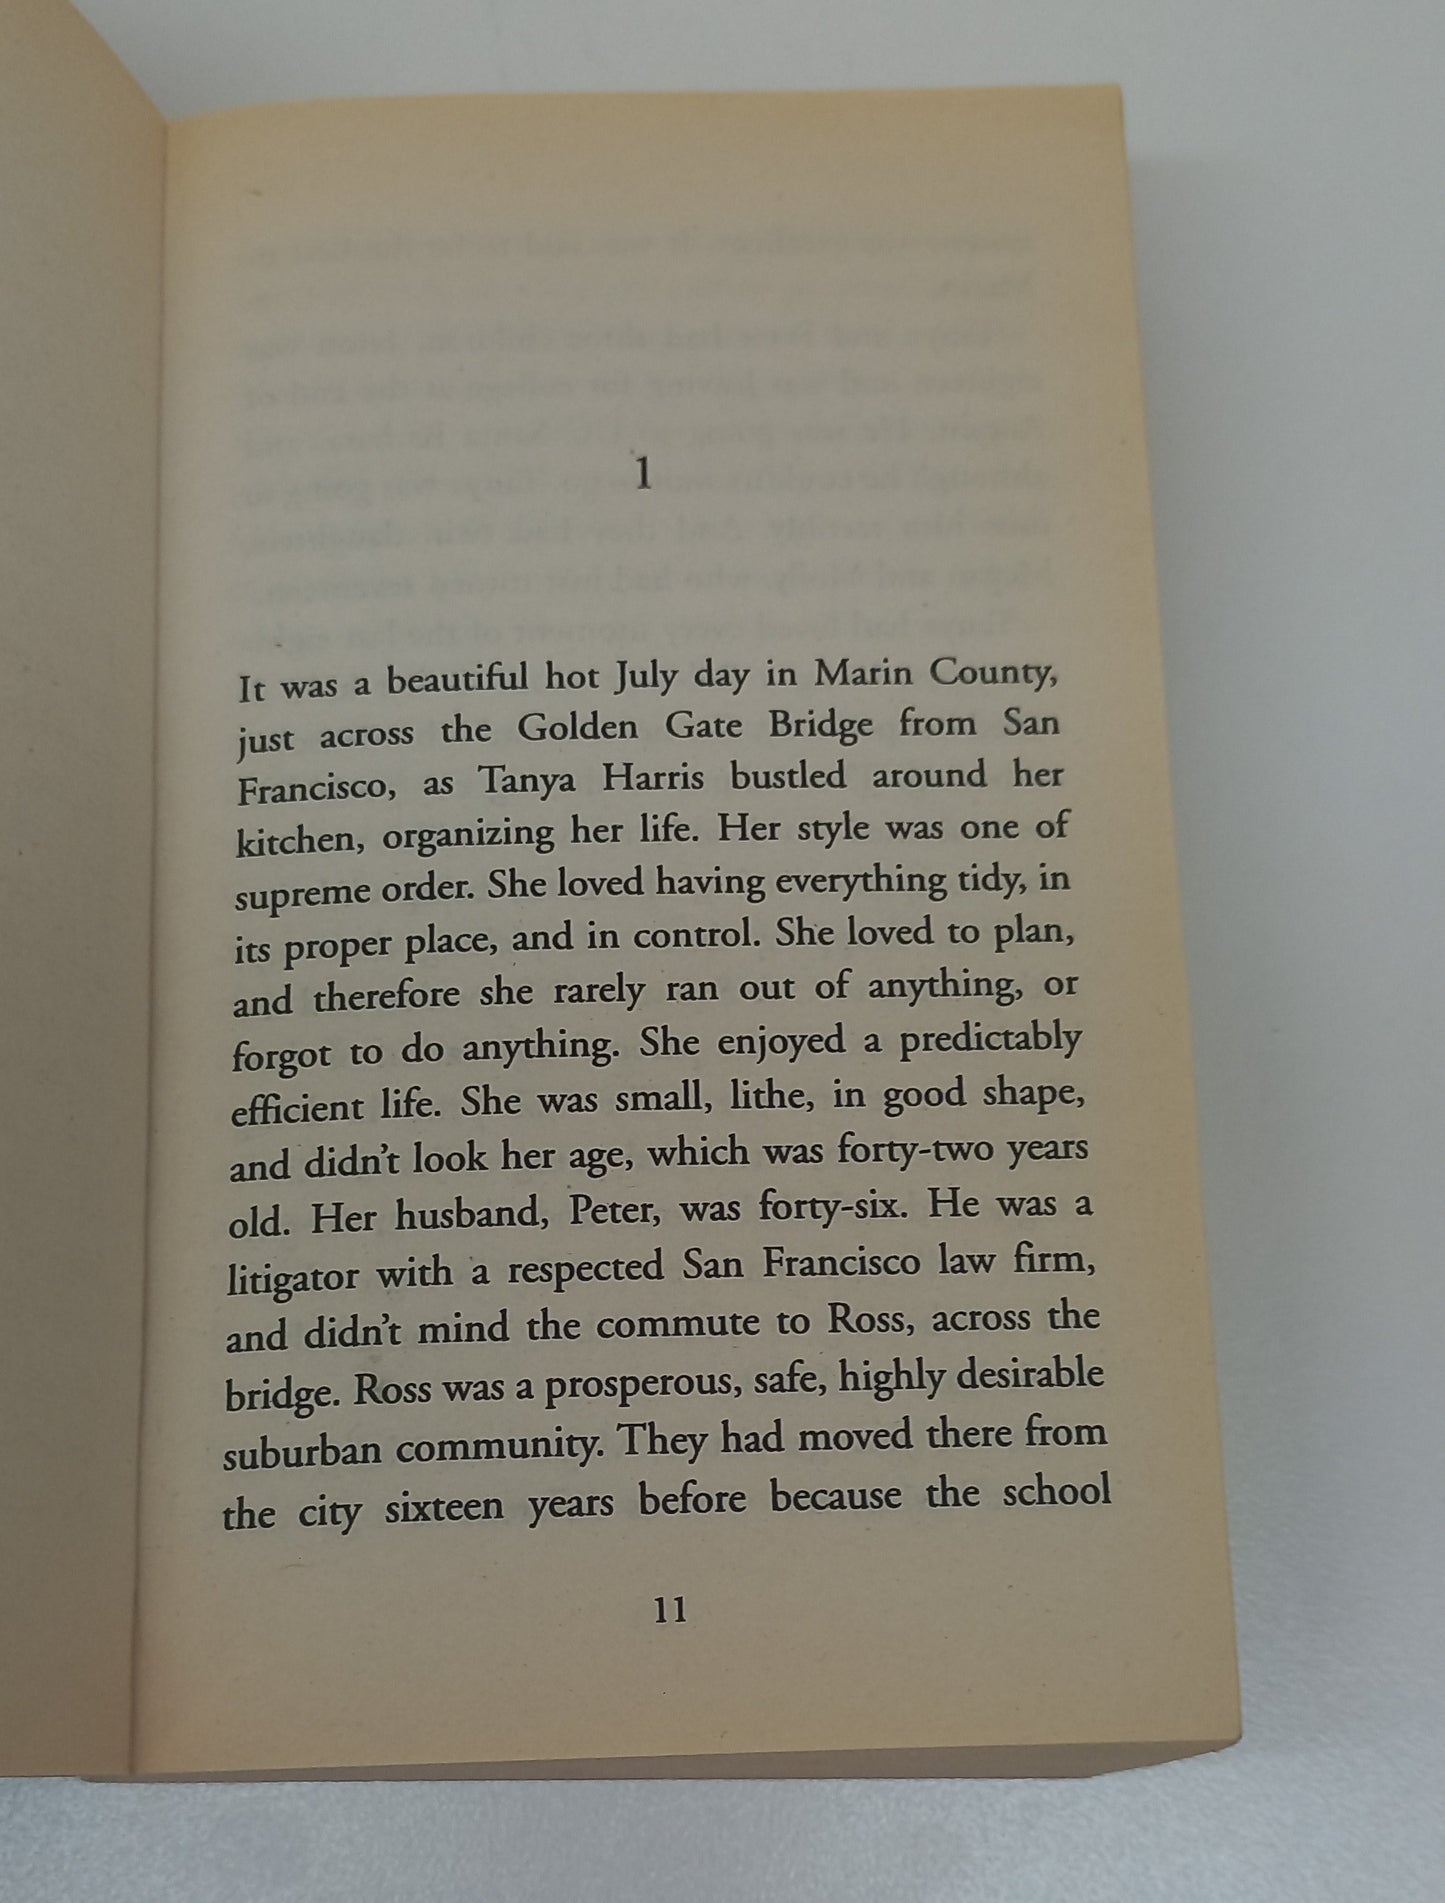 1
It was a beautiful hot July day in Marin County,
just across the Golden Gate Bridge from San
Francisco, as Tanya Harris bustled around her
kitchen, organizing her life. Her style was one of
supreme order. She loved having everything tidy, in
its proper place, and in control. She loved to plan,
and therefore she rarely ran out of anything, or
forgot to do anything. She enjoyed a predictably
efficient life. She was small, lithe, in good shape,
and didn't look her age, which was forty-two years
old. Her husband, Peter, was forty-six. He was a
litigator with a respected San Francisco law firm,
and didn't mind the commute to Ross, across the
bridge. Ross was a prosperous, safe, highly desirable
suburban community. They had moved there from
the city sixteen years before because the school
11